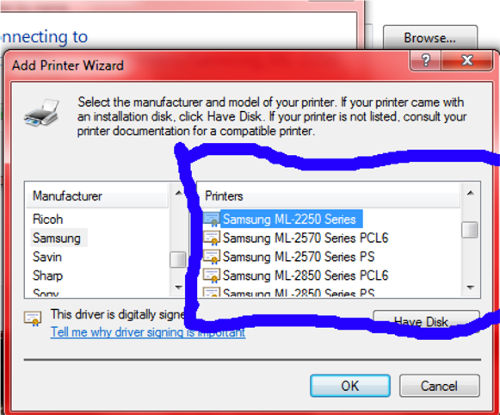 onnecting to
Browse...
Add Printer Wizard
Select the manufacturer and model of your printer. If your printer came with
an installation disk, click Have Disk. If your printer is not listed, consult your
printer documentation for a compatible printer.
Manufacturer
Ricoh
Samsung
Savin
Sharp
Sony
Printers
Samsung ML-2250 Series
Samsung ML-2570 Series PCL6
Samsung ML-2570 Series PS
Samsung ML-2850 Series PCL6
Samsung ML-2850 Series PS
This driver is digitally signe
Tell me why driver signing is important
Have Disk...
OK
Cancel